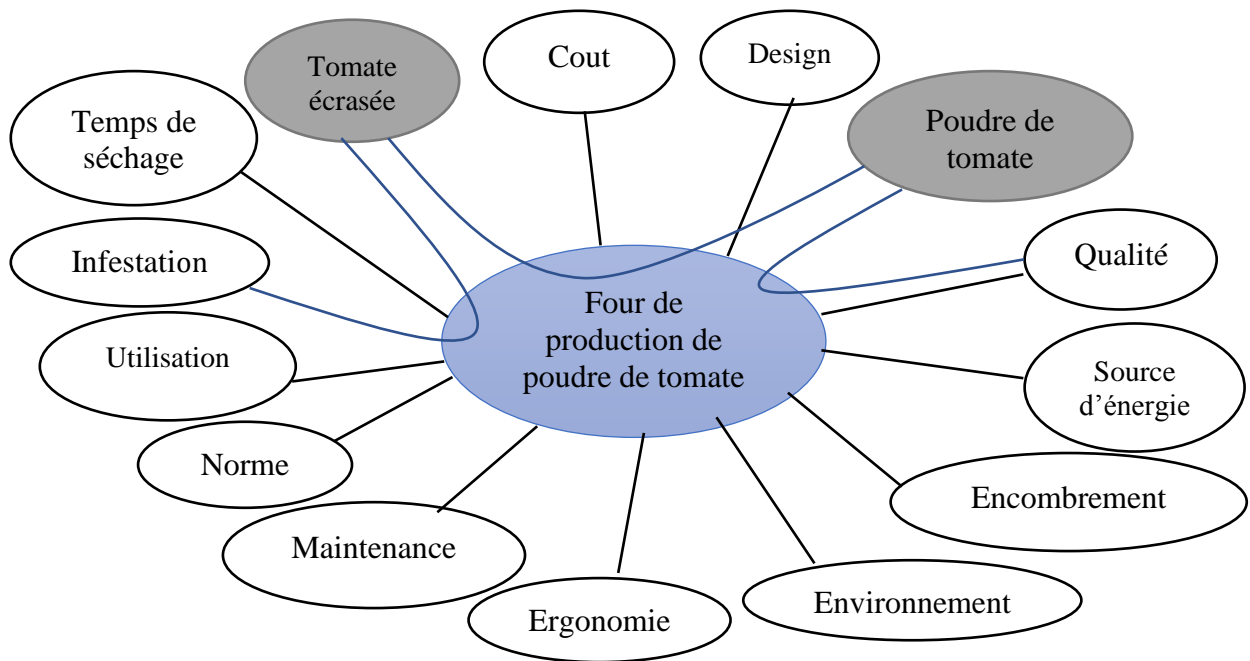 Tomate
écrasée
Cout
Design
Temps de
séchage
Poudre de
tomate
Infestation
Qualité
Four de
production de
poudre de tomate
Utilisation
Source
d’énergie
Norme
Encombrement
Maintenance
Environnement
Ergonomie